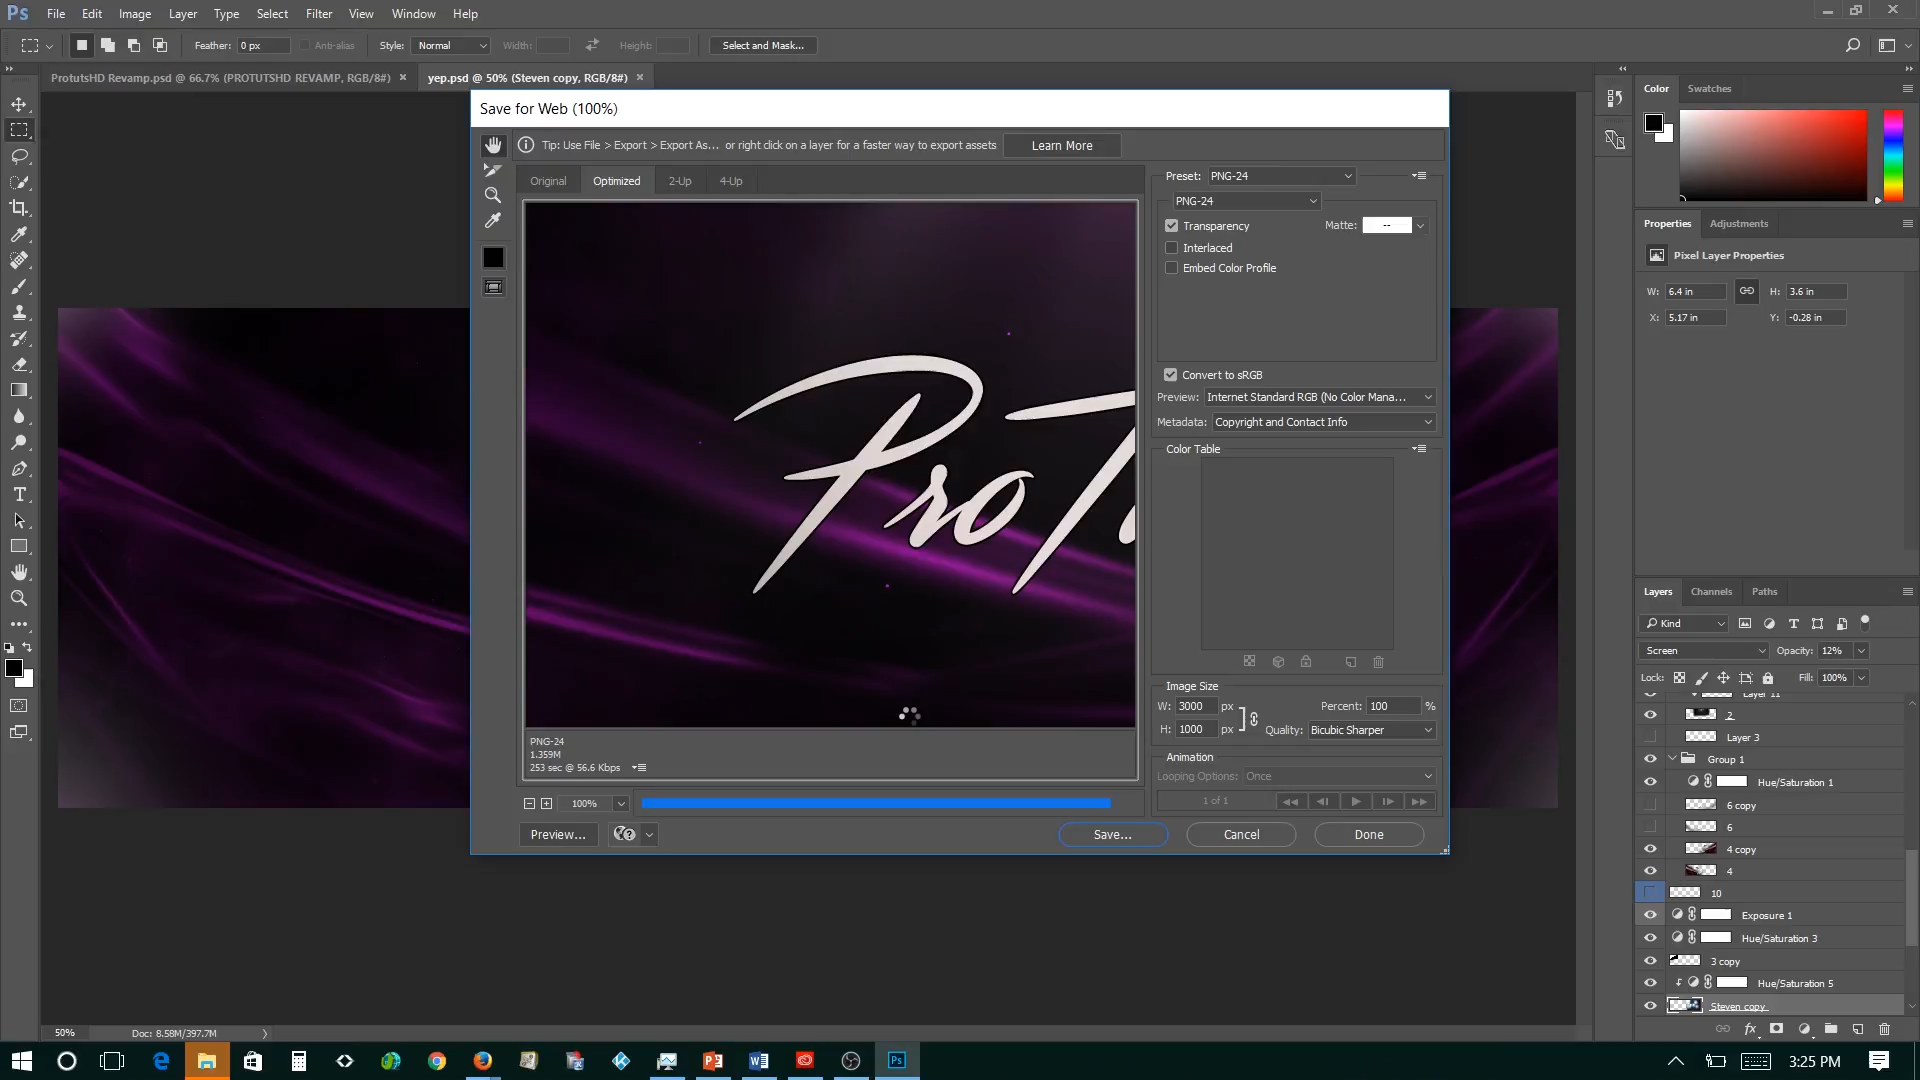 Ps File Edit Image Layer Type Select Filter View Window Help
Feather: 0 px Anti-alias Style: Normal Width: Height: Select and Mask...
ProtutsHD Revamp.psd @ 66.7% (PROTUTSHD REVAMP, RGB/8#) × yep.psd @ 50% (Steven copy, RGB/8#) ×
Save for Web (100%)
Tip: Use File > Export > Export As... or right click on a layer for a faster way to export assets Learn More
Original Optimized 2-Up 4-Up
ProT
PNG-24
1.359M
253 sec @ 56.6 Kbps
100%
Preview...
Preset: PNG-24
PNG-24
Transparency Matte: --
Interlaced
Embed Color Profile
Convert to sRGB
Preview: Internet Standard RGB (No Color Mana...
Metadata: Copyright and Contact Info
Color Table
Image Size
W: 3000 px Percent: 100 %
H: 1000 px Quality: Bicubic Sharper
Animation
Looping Options: Once
1 of 1
Save... Cancel Done
Color Swatches
Properties Adjustments
Pixel Layer Properties
W: 6.4 in H: 3.6 in
X: 5.17 in Y: -0.28 in
Layers Channels Paths
Kind
Screen Opacity: 12%
Lock: Fill: 100%
Layer 11
2
Layer 3
Group 1
Hue/Saturation 1
6 copy
6
4 copy
4
10
Exposure 1
Hue/Saturation 3
3 copy
Hue/Saturation 5
Steven copy
fx
50% Doc: 8.58M/397.7M
Ps
3:25 PM